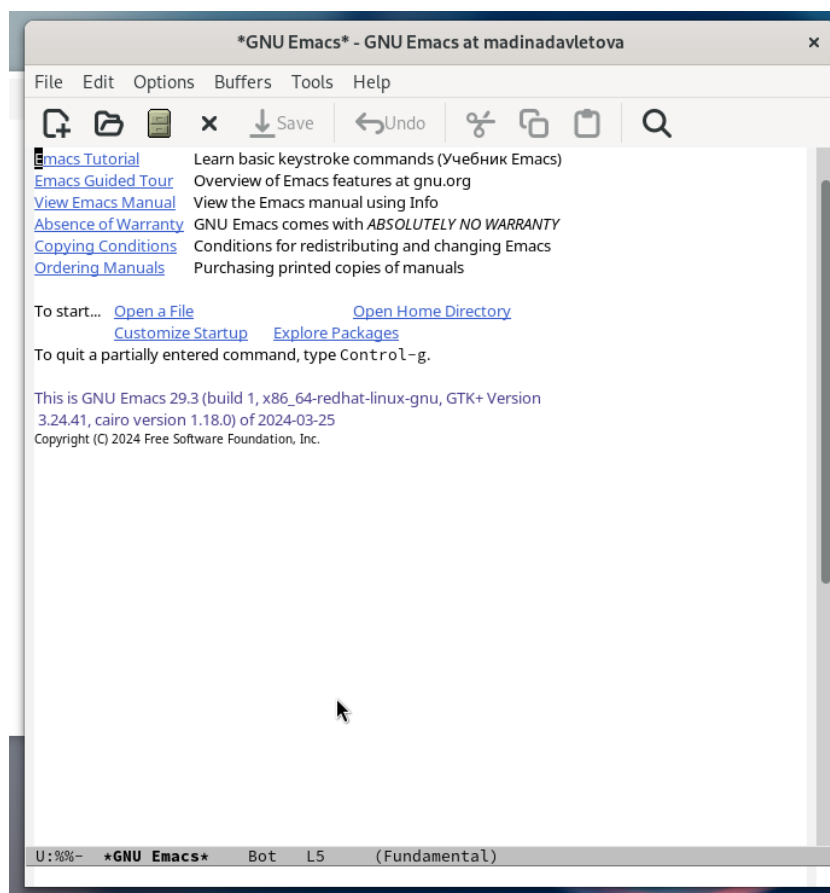 *GNU Emacs* - GNU Emacs at madinadavletova ×
File Edit Options Buffers Tools Help
Save Undo
Emacs Tutorial Learn basic keystroke commands (Учебник Emacs)
Emacs Guided Tour Overview of Emacs features at gnu.org
View Emacs Manual View the Emacs manual using Info
Absence of Warranty GNU Emacs comes with ABSOLUTELY NO WARRANTY
Copying Conditions Conditions for redistributing and changing Emacs
Ordering Manuals Purchasing printed copies of manuals
To start... Open a File Open Home Directory
Customize Startup Explore Packages
To quit a partially entered command, type Control-g.
This is GNU Emacs 29.3 (build 1, x86_64-redhat-linux-gnu, GTK+ Version
3.24.41, cairo version 1.18.0) of 2024-03-25
Copyright (C) 2024 Free Software Foundation, Inc.
U:%%- *GNU Emacs* Bot L5 (Fundamental)